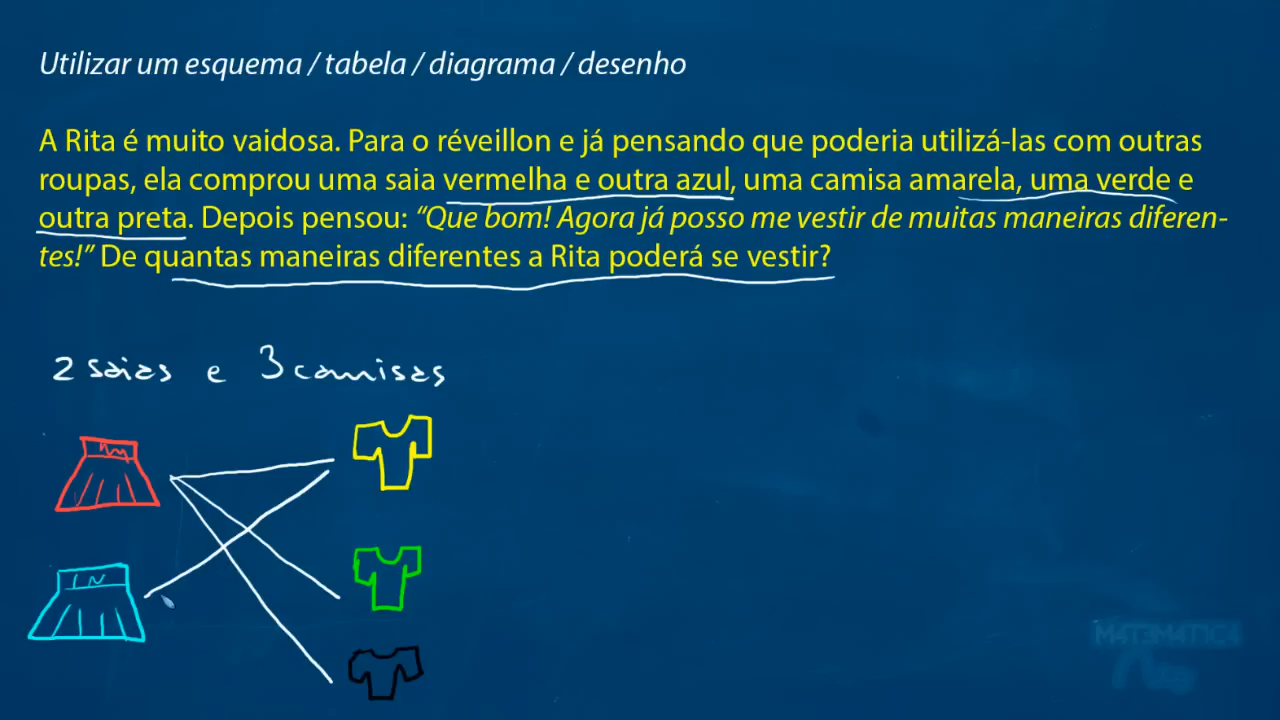 Utilizar um esquema / tabela / diagrama / desenho
A Rita é muito vaidosa. Para o réveillon e já pensando que poderia utilizá-las com outras
roupas, ela comprou uma saia vermelha e outra azul, uma camisa amarela, uma verde e
outra preta. Depois pensou: “Que bom! Agora já posso me vestir de muitas maneiras diferen-
tes!” De quantas maneiras diferentes a Rita poderá se vestir?
2 saias e 3 camisas
M4T3M4T1C4